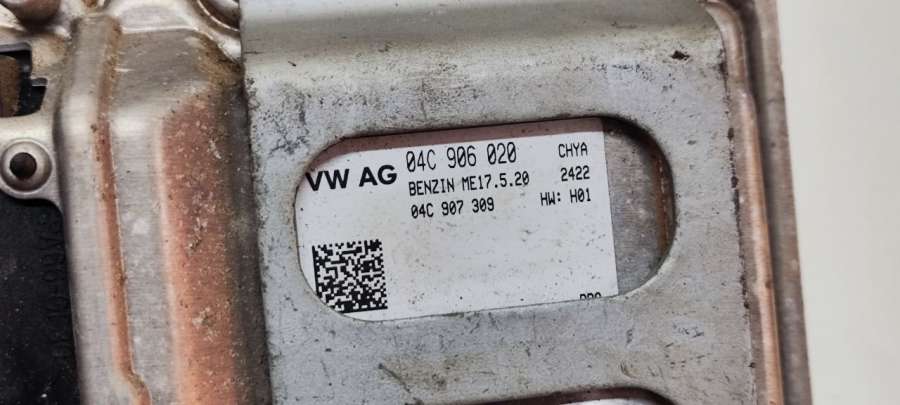 VW AG 04C 906 020 CHYA
BENZIN ME17.5.20 2422
04C 907 309 HW: H01